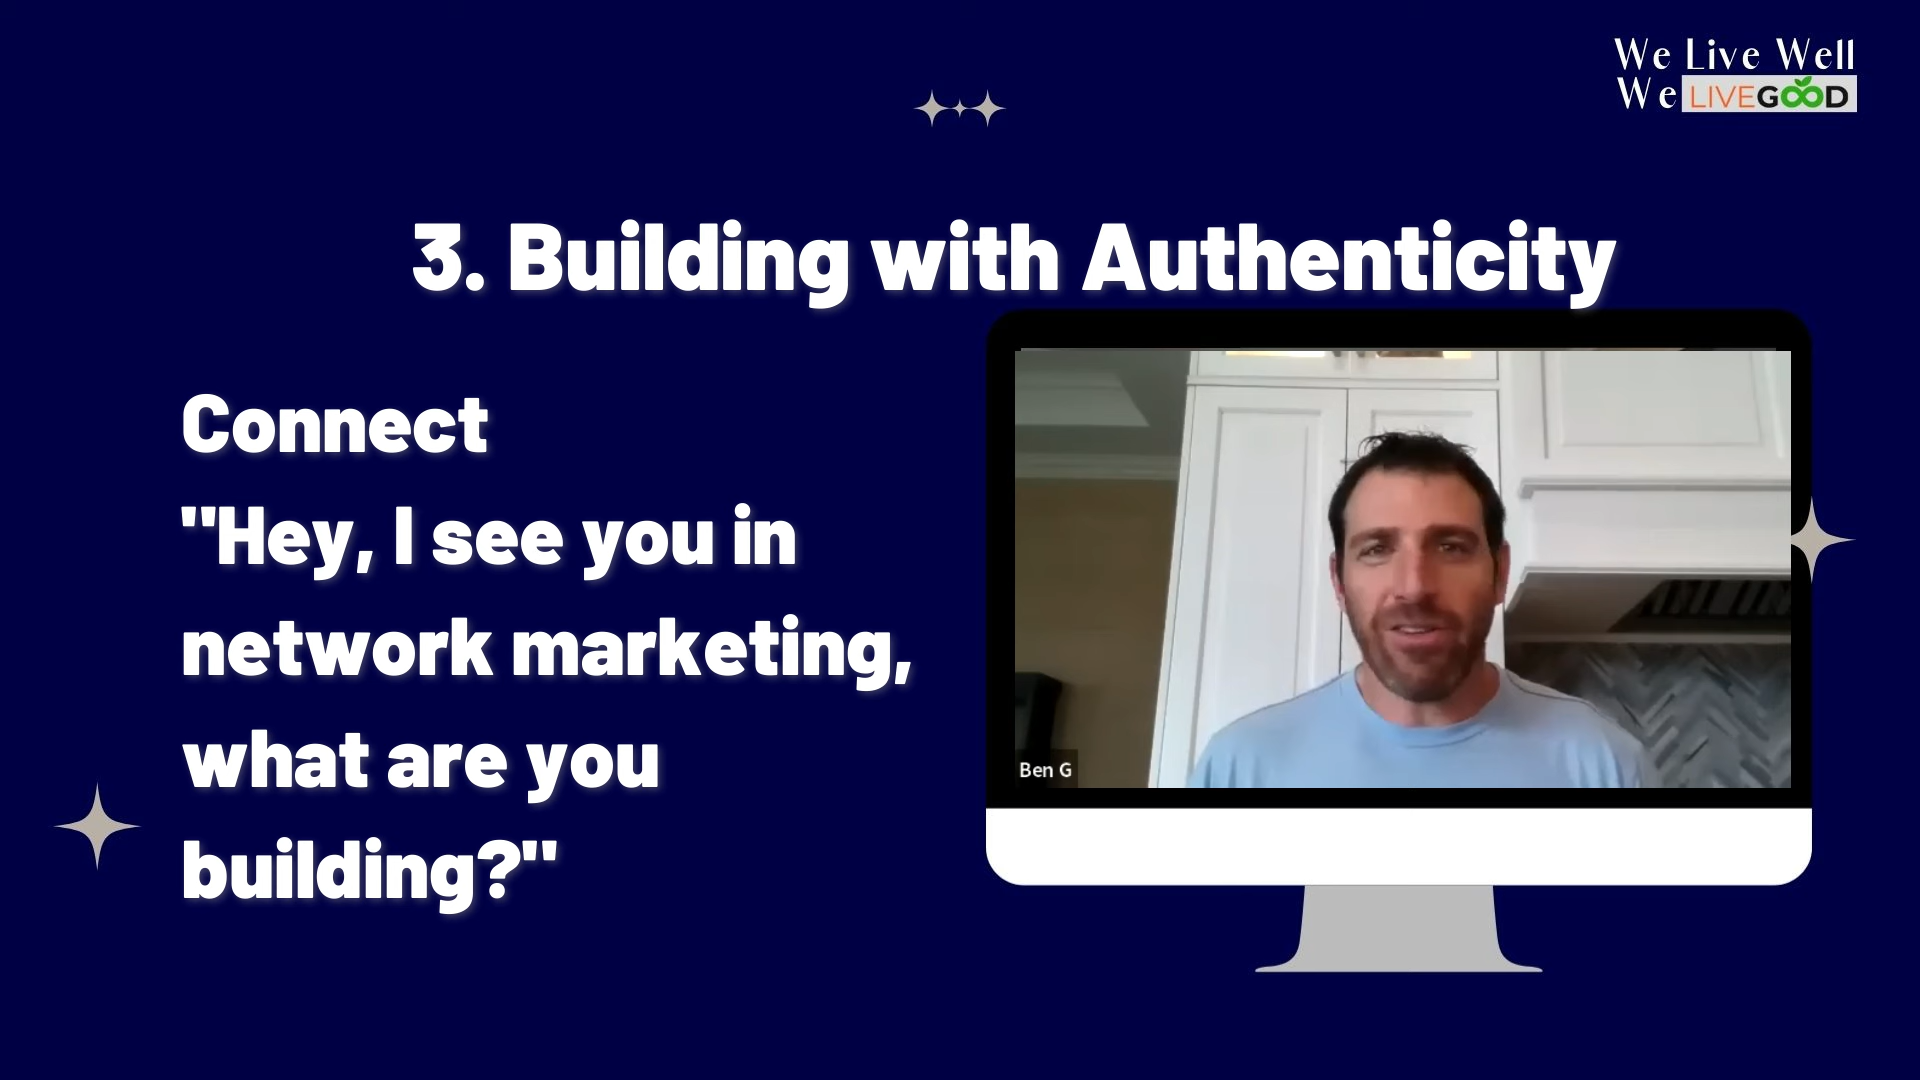 We Live Well
We LIVEGOOD
3. Building with Authenticity
Connect
"Hey, I see you in
network marketing,
what are you
building?"
Ben G